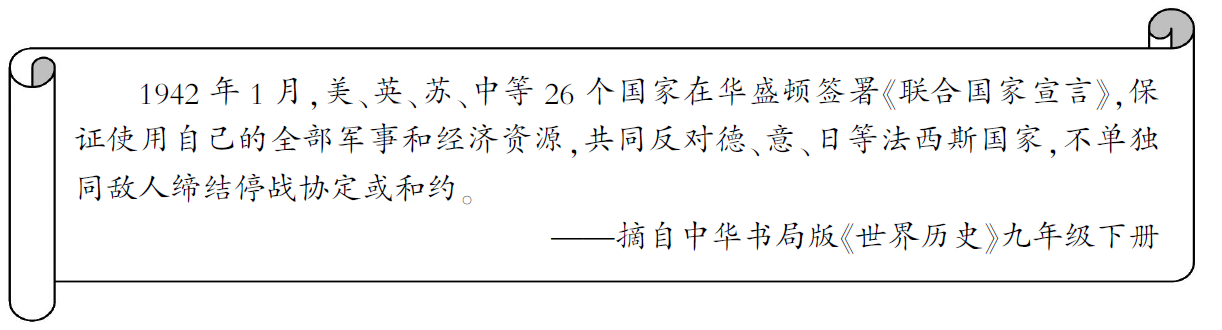 1942 年 1 月,美、英、苏、中等 26 个国家在华盛顿签署《联合国家宣言》,保
证使用自己的全部军事和经济资源,共同反对德、意、日等法西斯国家,不单独
同敌人缔结停战协定或和约。
——摘自中华书局版《世界历史》九年级下册